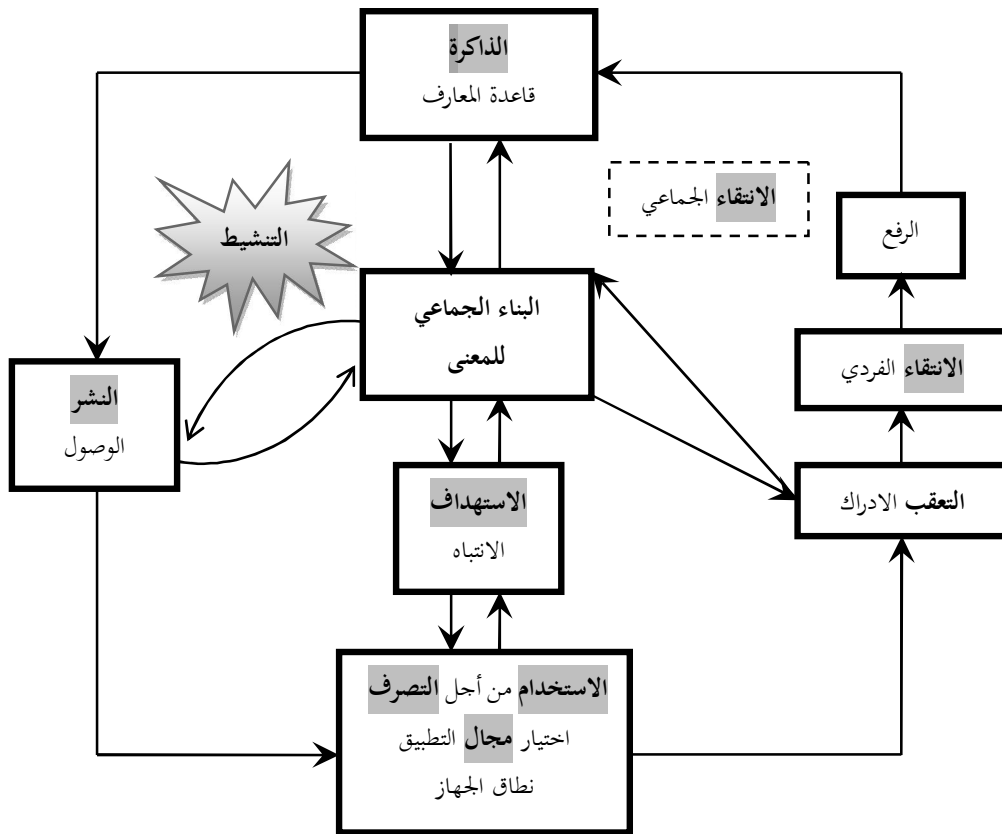 الذاكرة
قاعدة المعارف
الانتقاء الجماعي
الرفع
التنشيط
البناء الجماعي
للمعنى
الانتقاء الفردي
النشر
الوصول
التعقب الادراك
الاستهداف
الانتباه
الاستخدام من أجل التصرف
اختيار مجال التطبيق
نطاق الجهاز